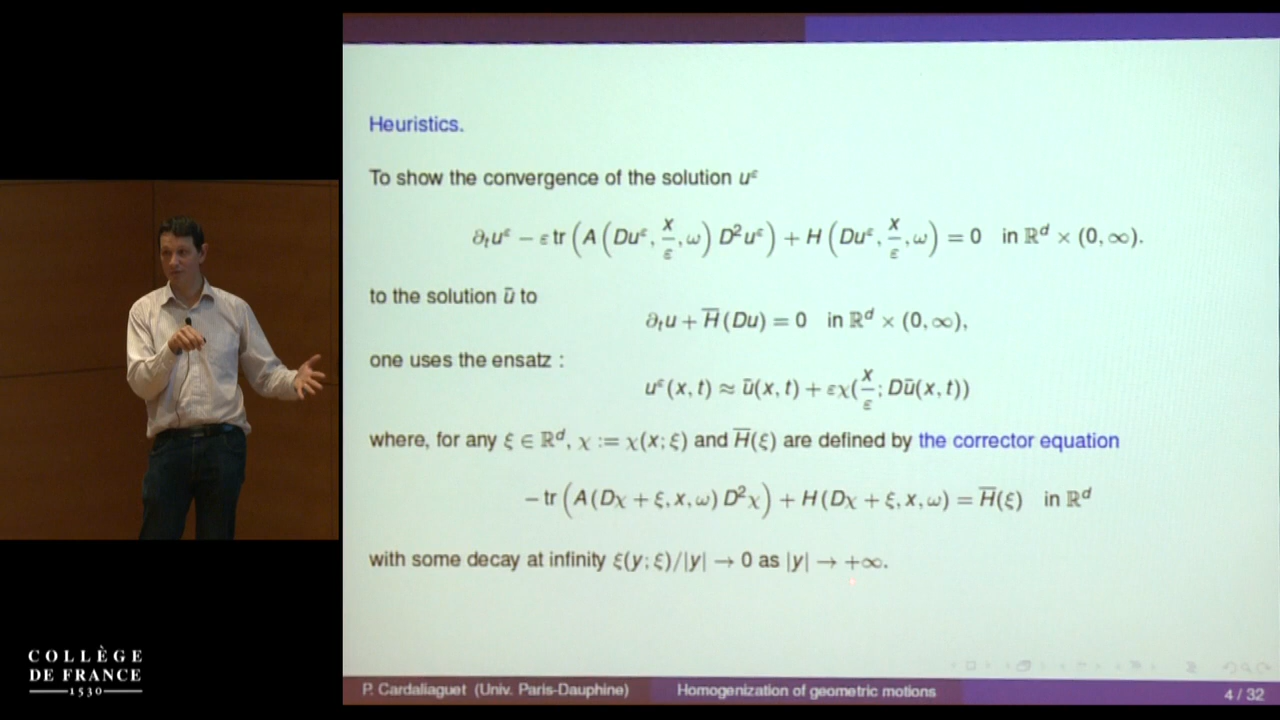 Heuristics.
To show the convergence of the solution u^ε
∂_t u^ε − ε tr ( A ( Du^ε, x/ε, ω ) D²u^ε ) + H ( Du^ε, x/ε, ω ) = 0 in ℝ^d × (0, ∞).
to the solution ū to
∂_t u + H̅(Du) = 0 in ℝ^d × (0, ∞),
one uses the ensatz :
u^ε(x, t) ≈ ū(x, t) + εχ(x/ε; Dū(x, t))
where, for any ξ ∈ ℝ^d, χ := χ(x; ξ) and H̅(ξ) are defined by the corrector equation
− tr ( A(Dχ + ξ, x, ω) D²χ ) + H(Dχ + ξ, x, ω) = H̅(ξ) in ℝ^d
with some decay at infinity ξ(y; ξ)/|y| → 0 as |y| → +∞.
COLLÈGE
DE FRANCE
1530
P. Cardaliaguet (Univ. Paris-Dauphine) Homogenization of geometric motions 4 / 32